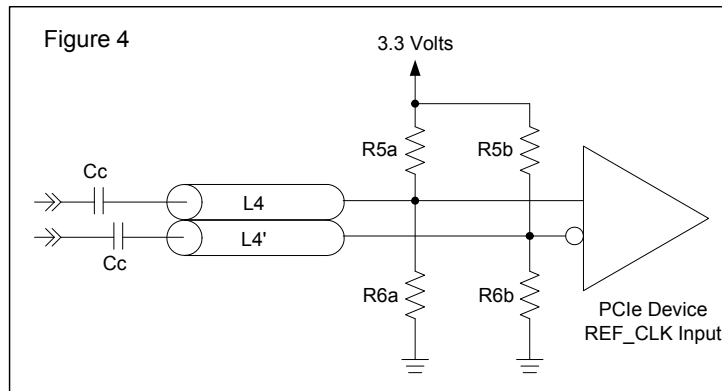 Figure 4
3.3 Volts
R5a
R5b
Cc
L4
L4'
Cc
R6a
R6b
PCIe Device
REF_CLK Input